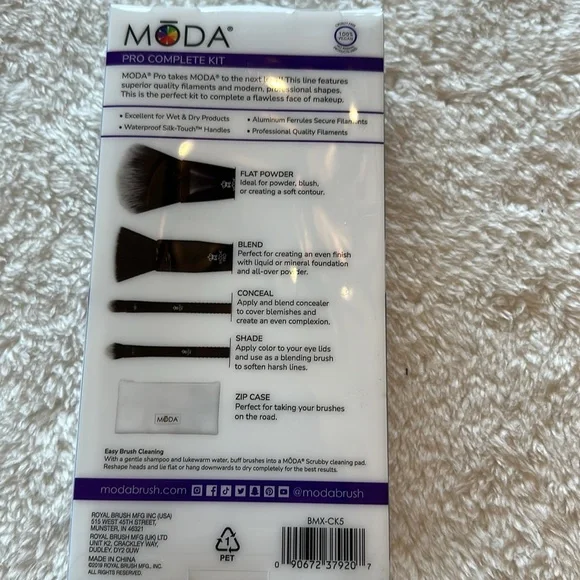 MŌDA®
100% VEGAN
PRO COMPLETE KIT
MODA® Pro takes MODA® to the next This line features
superior quality filaments and modern, professional shapes.
This is the perfect kit to complete a flawless face of makeup.
• Excellent for Wet & Dry Products
• Aluminum Ferrules Secure Filaments
• Waterproof Silk-Touch™ Handles
• Professional Quality Filaments
FLAT POWDER
Ideal for powder, blush,
or creating a soft contour.
BLEND
Perfect for creating an even finish
with liquid or mineral foundation
and all-over powder.
CONCEAL
Apply and blend concealer
to cover blemishes and
create an even complexion.
SHADE
Apply color to your eye lids
and use as a blending brush
to soften harsh lines.
MŌDA
ZIP CASE
Perfect for taking your brushes
on the road.
Easy Brush Cleaning
With a gentle shampoo and lukewarm water, buff brushes into a MŌDA® Scrubby cleaning pad.
Reshape heads and lie flat or hang downwards to dry completely for the best results.
modabrush.com @modabrush
ROYAL BRUSH MFG INC (USA)
515 WEST 45TH STREET,
MUNSTER, IN 46321
ROYAL BRUSH MFG (UK) LTD
UNIT K2, CRACKLEY WAY,
DUDLEY, DY2 0UW
MADE IN CHINA
©2019 ROYAL BRUSH MFG., INC.
ALL RIGHTS RESERVED.
1
PET
BMX-CK5
0 90672 37920 7